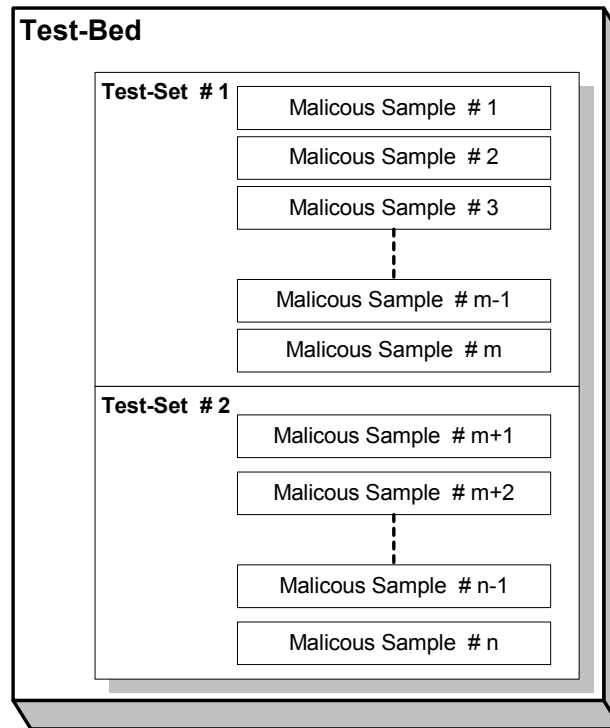 Test-Bed
Test-Set # 1
Malicous Sample # 1
Malicous Sample # 2
Malicous Sample # 3
Malicous Sample # m-1
Malicous Sample # m
Test-Set # 2
Malicous Sample # m+1
Malicous Sample # m+2
Malicous Sample # n-1
Malicous Sample # n